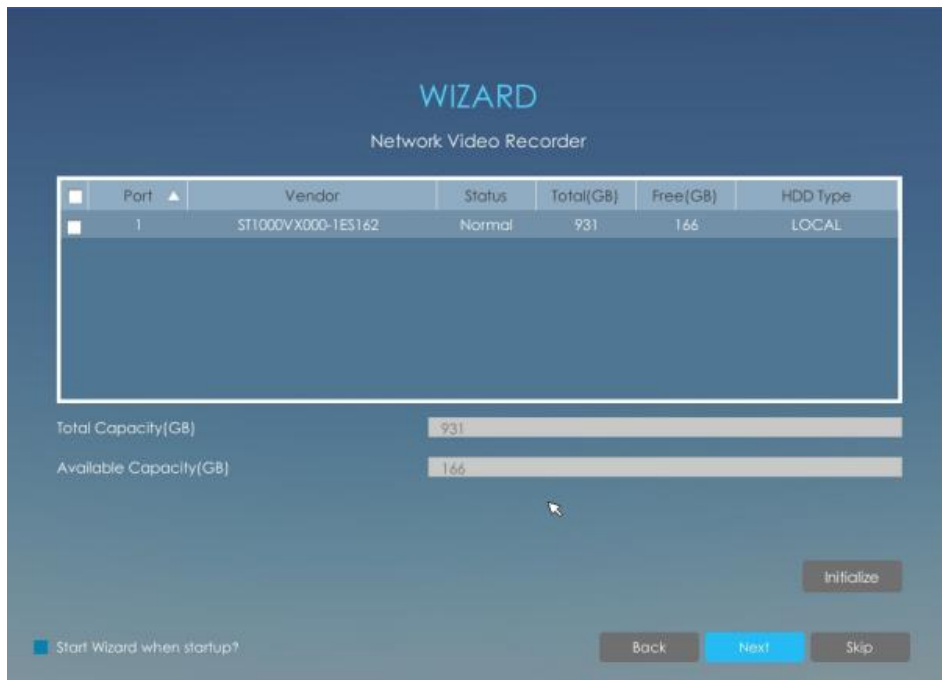 WIZARD
Network Video Recorder
Port Vendor Status Total(GB) Free(GB) HDD Type
1 ST1000VX000-1ES162 Normal 931 166 LOCAL
Total Capacity(GB) 931
Available Capacity(GB) 166
Initialize
Start Wizard when startup? Back Next Skip